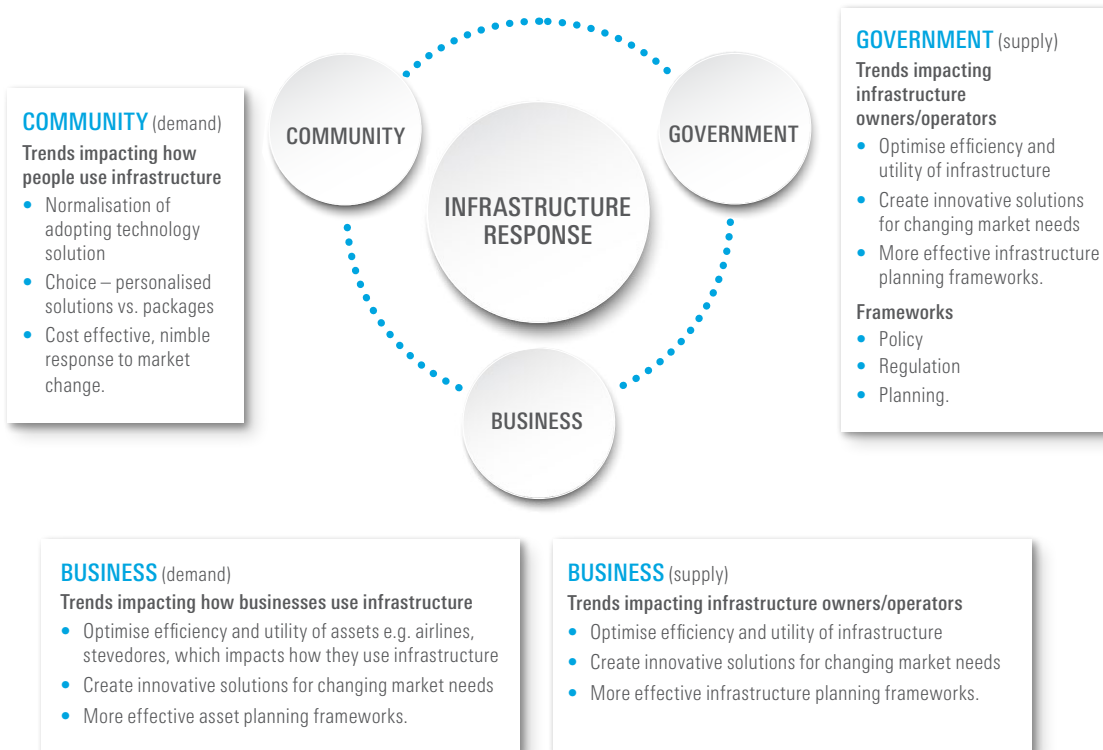 COMMUNITY
GOVERNMENT
INFRASTRUCTURE
RESPONSE
BUSINESS
COMMUNITY (demand)
Trends impacting how
people use infrastructure
• Normalisation of
adopting technology
solution
• Choice – personalised
solutions vs. packages
• Cost effective, nimble
response to market
change.
GOVERNMENT (supply)
Trends impacting
infrastructure
owners/operators
• Optimise efficiency and
utility of infrastructure
• Create innovative solutions
for changing market needs
• More effective infrastructure
planning frameworks.
Frameworks
• Policy
• Regulation
• Planning.
BUSINESS (demand)
Trends impacting how businesses use infrastructure
• Optimise efficiency and utility of assets e.g. airlines,
stevedores, which impacts how they use infrastructure
• Create innovative solutions for changing market needs
• More effective asset planning frameworks.
BUSINESS (supply)
Trends impacting infrastructure owners/operators
• Optimise efficiency and utility of infrastructure
• Create innovative solutions for changing market needs
• More effective infrastructure planning frameworks.